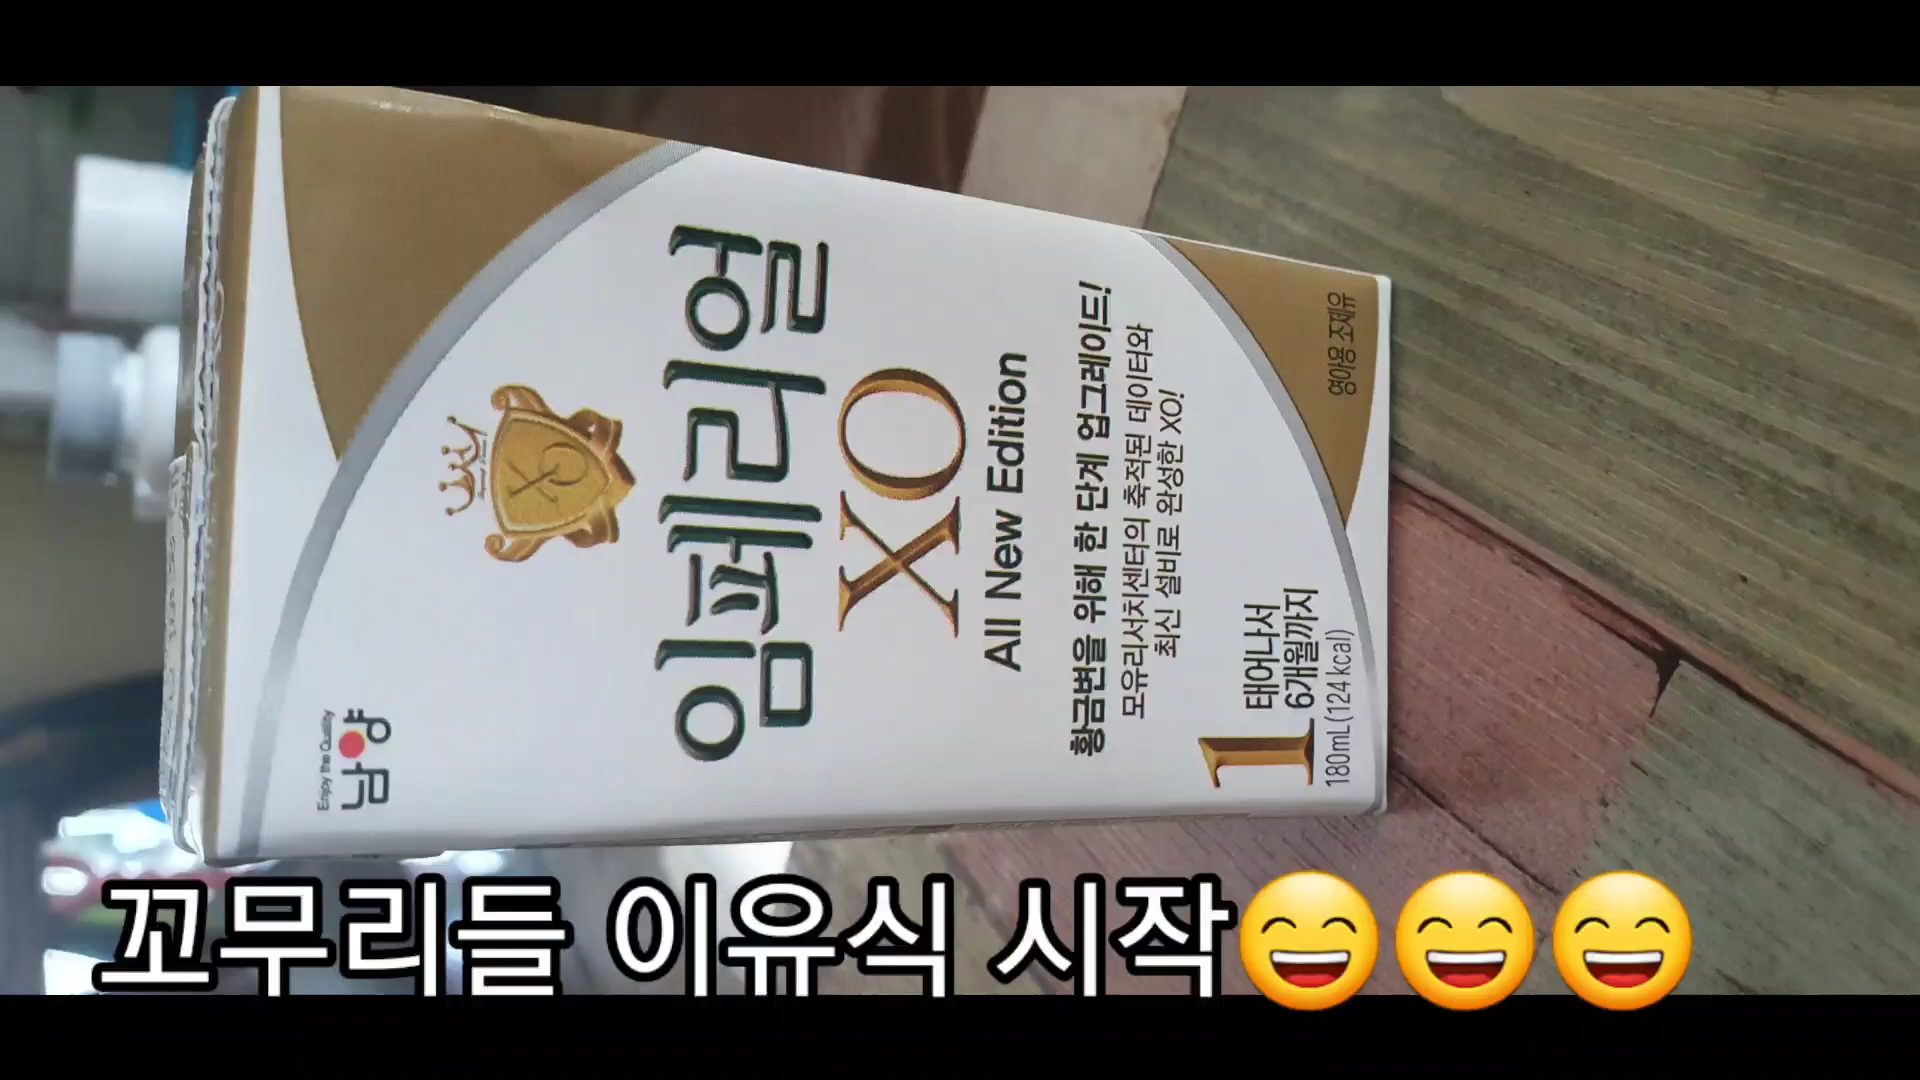 Enjoy the Quality
남양
XO
임페리얼
XO
All New Edition
황금변을 위해 한 단계 업그레이드!
모유리서치센터의 축적된 데이터와
최신 설비로 완성한 XO!
1
태어나서
6개월까지
180mL(124 kcal)
영아용 조제유
꼬무리들 이유식 시작😄😄😄